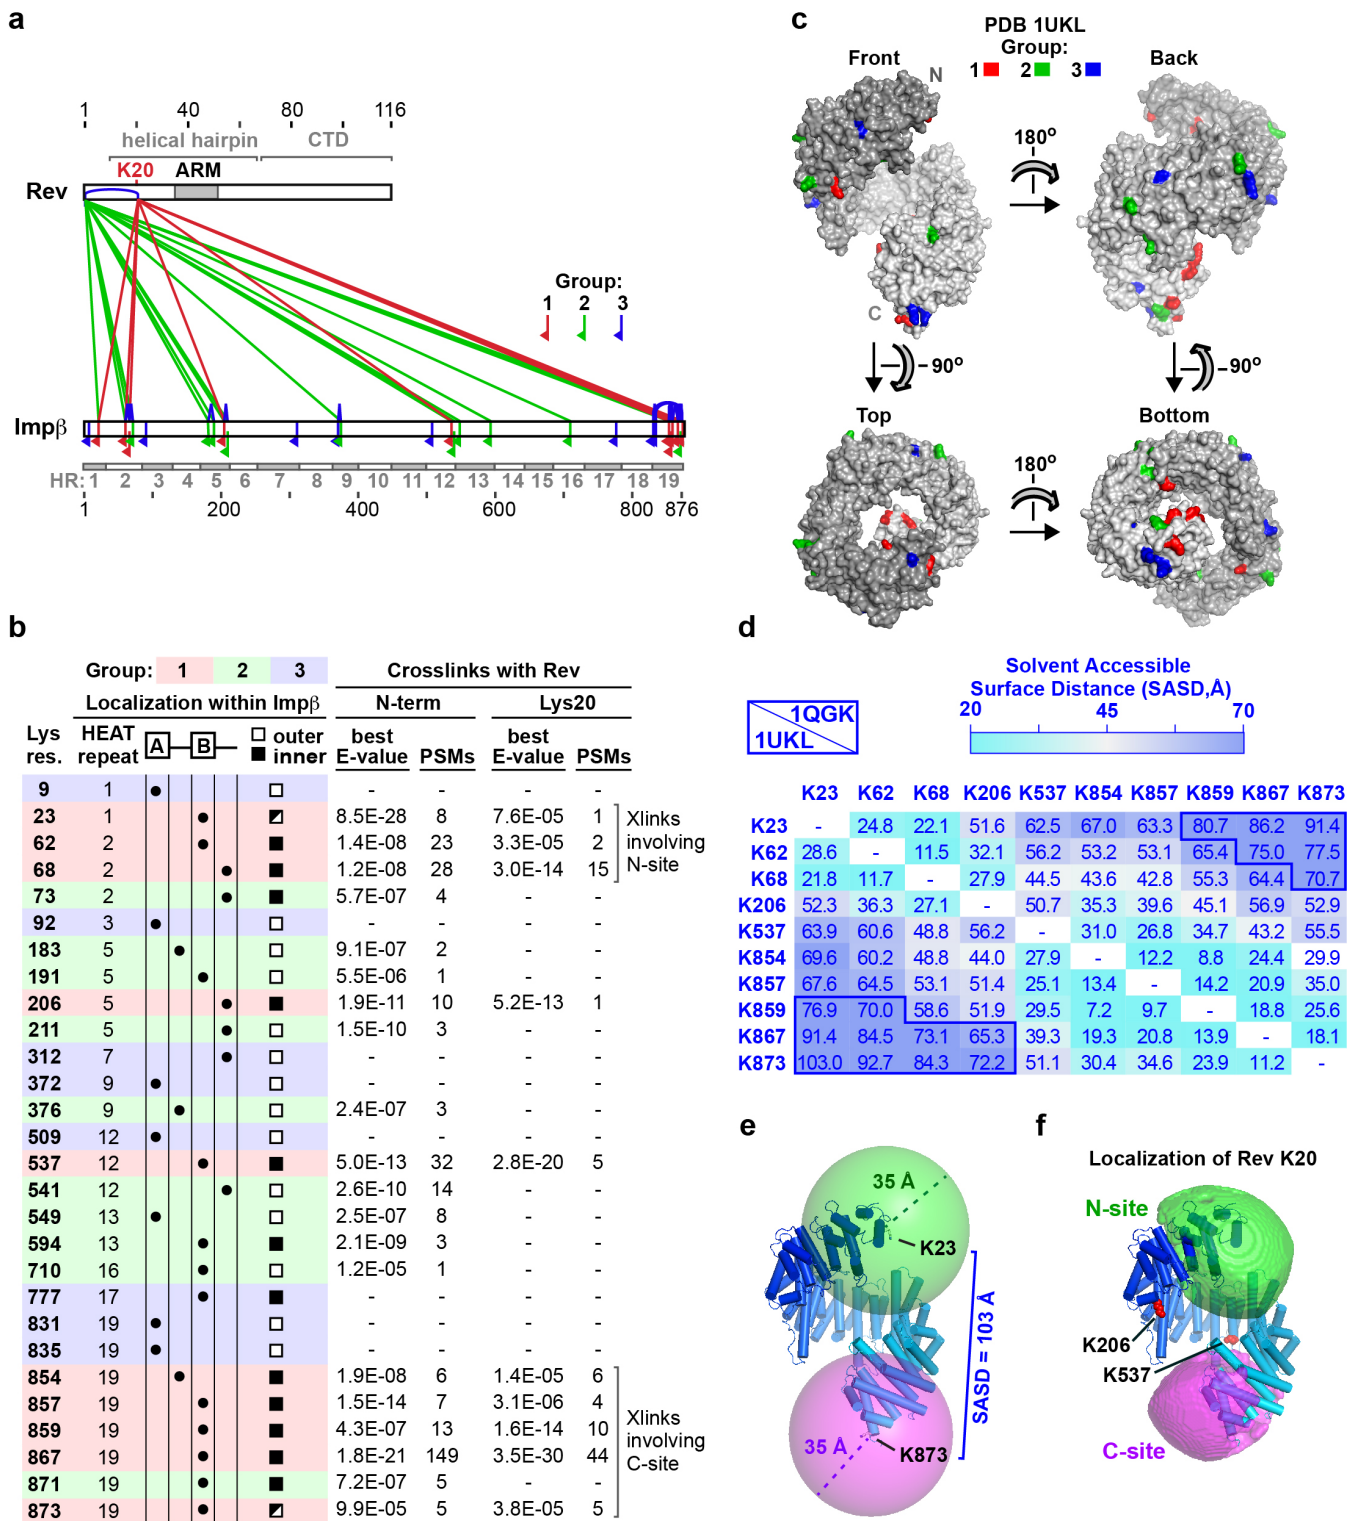 a
1 40 80 116
helical hairpin CTD
K20 ARM
Rev
Group:
1 2 3
Impβ
HR: 1 2 3 4 5 6 7 8 9 10 11 12 13 14 15 16 17 18 19
1 200 400 600 800 876
b
Group: 1 2 3
Crosslinks with Rev
Localization within Impβ N-term Lys20
Lys res. HEAT repeat A B outer inner best E-value PSMs best E-value PSMs
9 1 - - - -
23 1 8.5E-28 8 7.6E-05 1
62 2 1.4E-08 23 3.3E-05 2
68 2 1.2E-08 28 3.0E-14 15
Xlinks
involving
N-site
73 2 5.7E-07 4 - -
92 3 - - - -
183 5 9.1E-07 2 - -
191 5 5.5E-06 1 - -
206 5 1.9E-11 10 5.2E-13 1
211 5 1.5E-10 3 - -
312 7 - - - -
372 9 - - - -
376 9 2.4E-07 3 - -
509 12 - - - -
537 12 5.0E-13 32 2.8E-20 5
541 12 2.6E-10 14 - -
549 13 2.5E-07 8 - -
594 13 2.1E-09 3 - -
710 16 1.2E-05 1 - -
777 17 - - - -
831 19 - - - -
835 19 - - - -
854 19 1.9E-08 6 1.4E-05 6
857 19 1.5E-14 7 3.1E-06 4
859 19 4.3E-07 13 1.6E-14 10
867 19 1.8E-21 149 3.5E-30 44
871 19 7.2E-07 5 - -
873 19 9.9E-05 5 3.8E-05 5
Xlinks
involving
C-site
c
PDB 1UKL
Group:
1 2 3
Front Back
N
180º
C
90º 90º
Top Bottom
180º
d
Solvent Accessible
Surface Distance (SASD,Å)
1QGK
1UKL
20 45 70
K23 K62 K68 K206 K537 K854 K857 K859 K867 K873
K23 - 24.8 22.1 51.6 62.5 67.0 63.3 80.7 86.2 91.4
K62 28.6 - 11.5 32.1 56.2 53.2 53.1 65.4 75.0 77.5
K68 21.8 11.7 - 27.9 44.5 43.6 42.8 55.3 64.4 70.7
K206 52.3 36.3 27.1 - 50.7 35.3 39.6 45.1 56.9 52.9
K537 63.9 60.6 48.8 56.2 - 31.0 26.8 34.7 43.2 55.5
K854 69.6 60.2 48.8 44.0 27.9 - 12.2 8.8 24.4 29.9
K857 67.6 64.5 53.1 51.4 25.1 13.4 - 14.2 20.9 35.0
K859 76.9 70.0 58.6 51.9 29.5 7.2 9.7 - 18.8 25.6
K867 91.4 84.5 73.1 65.3 39.3 19.3 20.8 13.9 - 18.1
K873 103.0 92.7 84.3 72.2 51.1 30.4 34.6 23.9 11.2 -
e
35 Å
K23
SASD = 103 Å
35 Å
K873
f
Localization of Rev K20
N-site
K206
K537
C-site